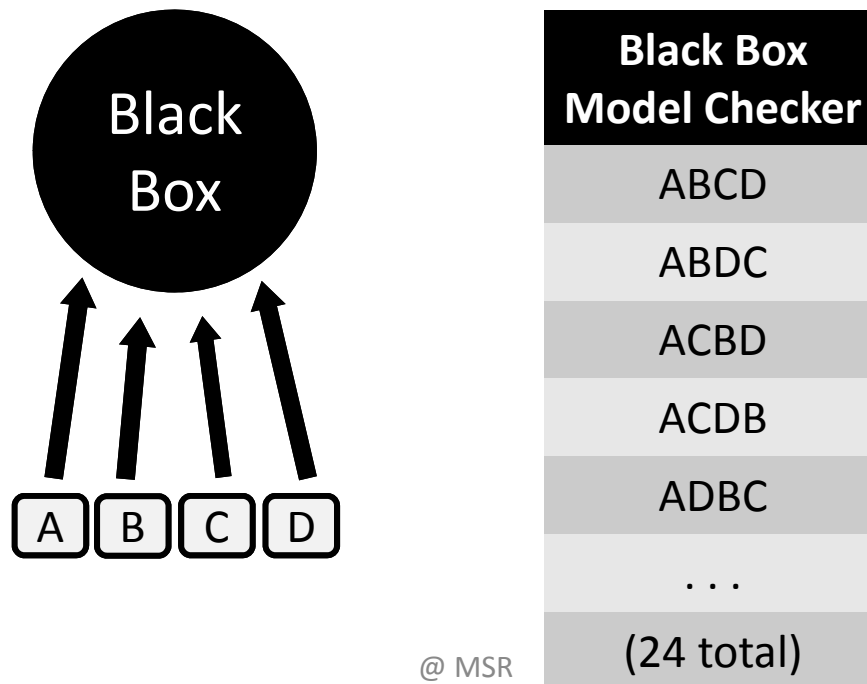 Black
Box
A B C D
@ MSR
Black Box
Model Checker
ABCD
ABDC
ACBD
ACDB
ADBC
. . .
(24 total)